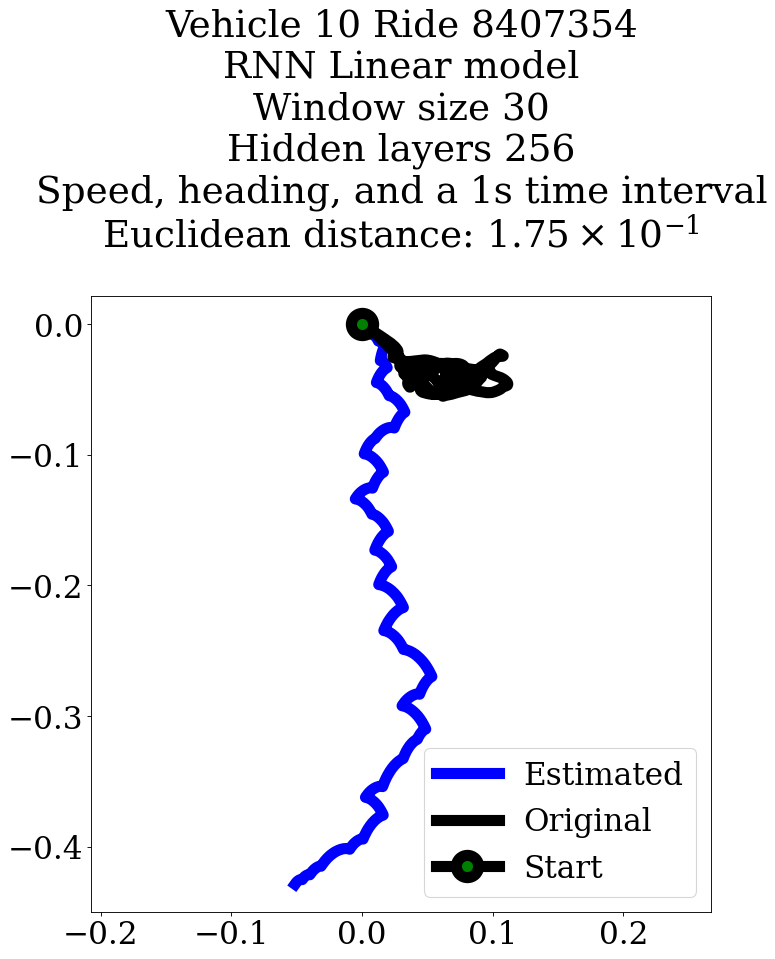 Vehicle 10 Ride 8407354
RNN Linear model
Window size 30
Hidden layers 256
Speed, heading, and a 1s time interval
Euclidean distance: 1.75 × 10⁻¹
0.0
−0.1
−0.2
−0.3
−0.4
Estimated
Original
Start
−0.2 −0.1 0.0 0.1 0.2